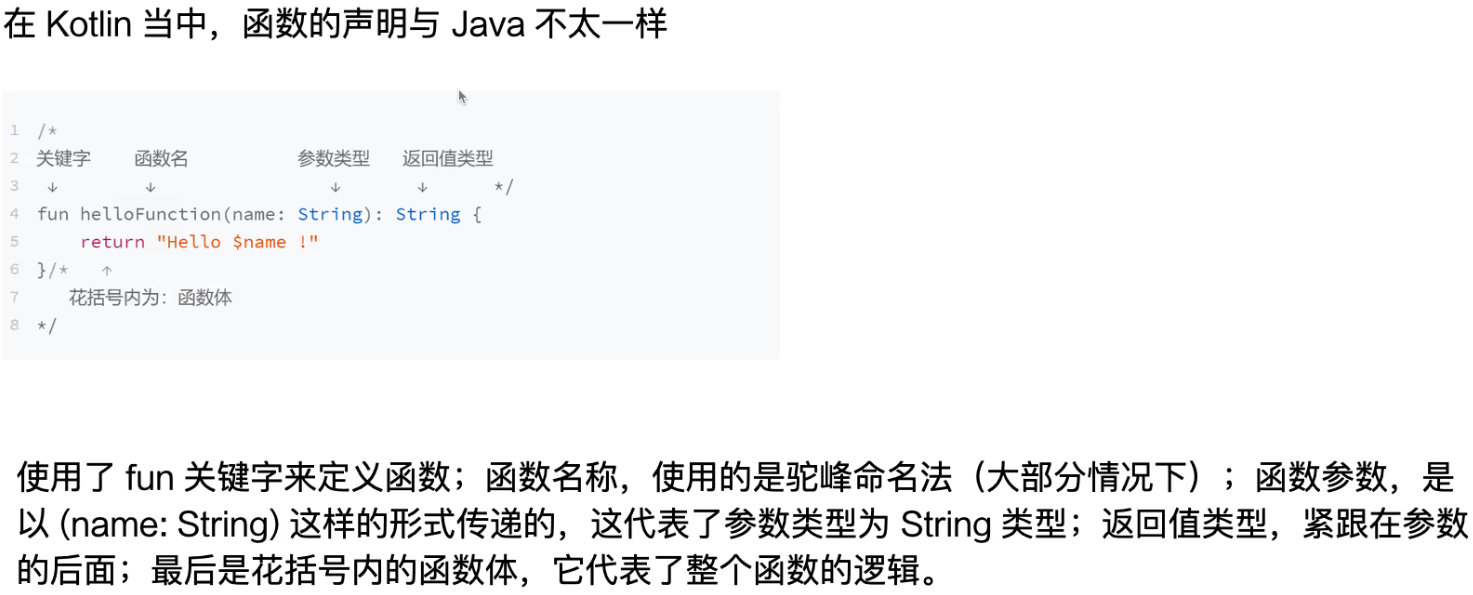 在 Kotlin 当中，函数的声明与 Java 不太一样
1 /*
2 关键字 函数名 参数类型 返回值类型
3 ↓ ↓ ↓ ↓ */
4 fun helloFunction(name: String): String {
5 return "Hello $name !"
6 }/* ↑
7 花括号内为：函数体
8 */
使用了 fun 关键字来定义函数；函数名称，使用的是驼峰命名法（大部分情况下）；函数参数，是
以 (name: String) 这样的形式传递的，这代表了参数类型为 String 类型；返回值类型，紧跟在参数
的后面；最后是花括号内的函数体，它代表了整个函数的逻辑。